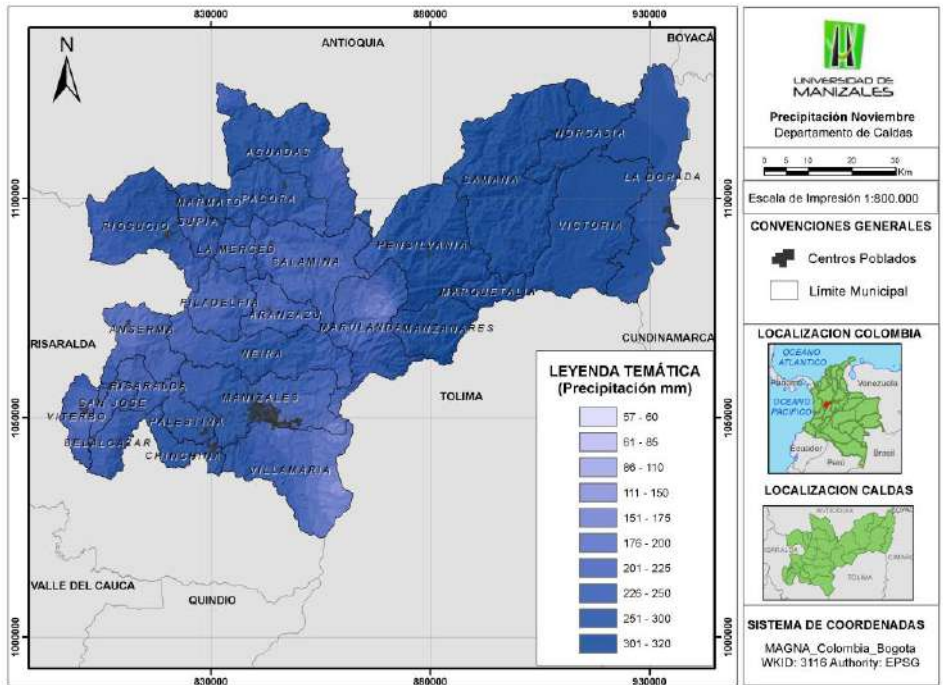 830000 880000 930000
N
ANTIOQUIA
BOYACÁ
NORCASIA
AGUADAS
SAMANA
LA DORADA
1100000
1100000
MARMATO
PACORA
RIOSUCIO
SUPIA
VICTORIA
LA MERCED
PENSILVANIA
SALAMINA
MARQUETALIA
FILADELFIA
ARANZAZU
ANSERMA
MARULANDA
MANZANARES
RISARALDA
CUNDINAMARCA
NEIRA
RISARALDA
SAN JOSE
MANIZALES
VITERBO
PALESTINA
TOLIMA
1050000
1050000
BELALCAZAR
CHINCHINA
VILLAMARIA
VALLE DEL CAUCA
QUINDIO
1000000
1000000
830000 880000 930000
LEYENDA TEMÁTICA
(Precipitación mm)
57 - 60
61 - 85
86 - 110
111 - 150
151 - 175
176 - 200
201 - 225
226 - 250
251 - 300
301 - 320
UNIVERSIDAD DE
MANIZALES
Precipitación Noviembre
Departamento de Caldas
0 5 10 20 30
Km
Escala de Impresión 1:800.000
CONVENCIONES GENERALES
Centros Poblados
Límite Municipal
LOCALIZACION COLOMBIA
OCEANO
ATLANTICO
Panamá
Venezuela
OCEANO
PACIFICO
Ecuador
Perú
Brasil
LOCALIZACION CALDAS
ANTIOQUIA
TOLIMA
SISTEMA DE COORDENADAS
MAGNA_Colombia_Bogota
WKID: 3116 Authority: EPSG